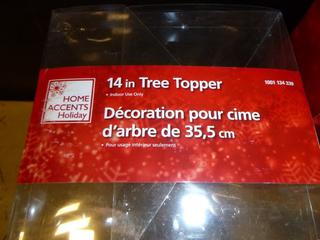 HOME
ACCENTS
Holiday
14 in Tree Topper
• Indoor Use Only
1001 134 339
Décoration pour cime
d'arbre de 35,5 cm
• Pour usage intérieur seulement